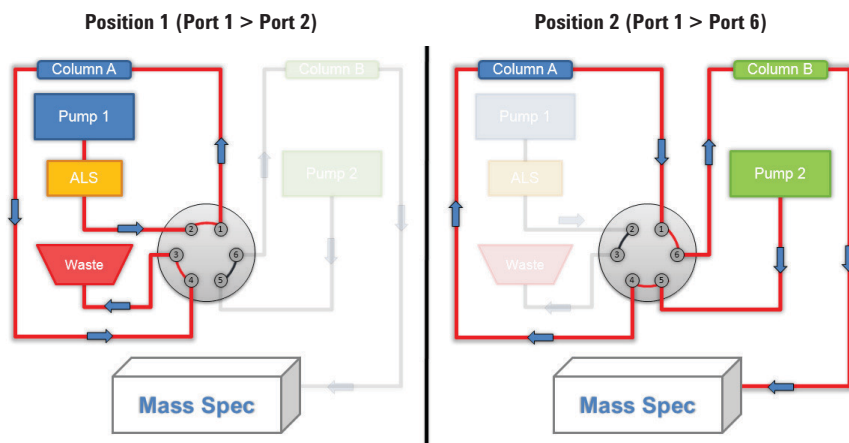 Position 1 (Port 1 > Port 2)
Column A
Column B
Pump 1
Pump 2
ALS
2
1
3
6
4
5
Waste
Mass Spec
Position 2 (Port 1 > Port 6)
Column A
Column B
Pump 1
Pump 2
ALS
2
1
3
6
4
5
Waste
Mass Spec